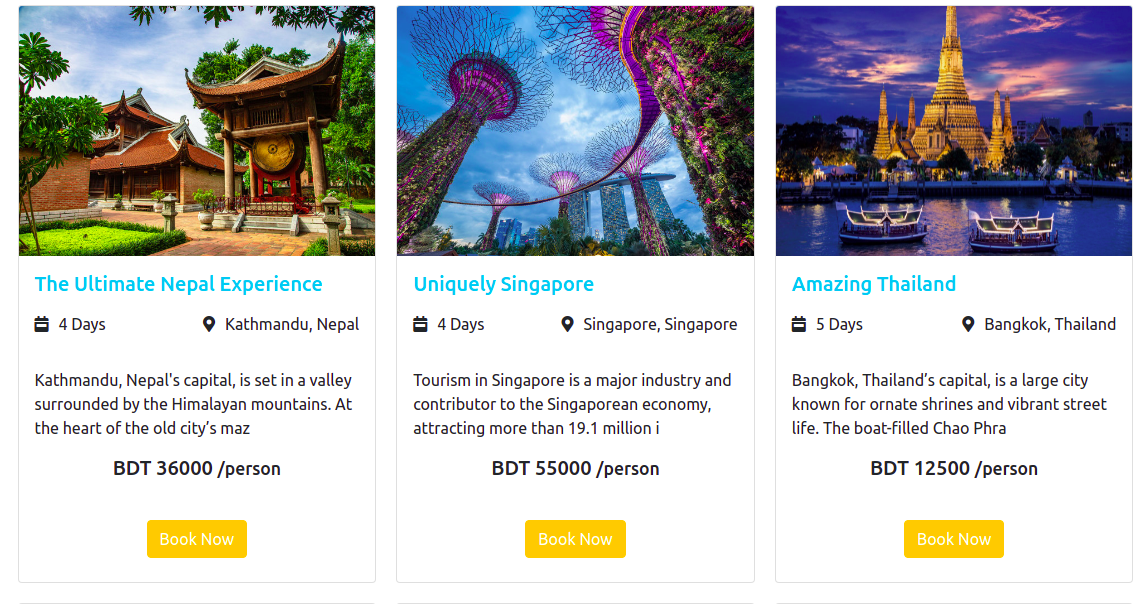 The Ultimate Nepal Experience
4 Days
Kathmandu, Nepal
Kathmandu, Nepal's capital, is set in a valley
surrounded by the Himalayan mountains. At
the heart of the old city’s maz
BDT 36000 /person
Book Now
Uniquely Singapore
4 Days
Singapore, Singapore
Tourism in Singapore is a major industry and
contributor to the Singaporean economy,
attracting more than 19.1 million i
BDT 55000 /person
Book Now
Amazing Thailand
5 Days
Bangkok, Thailand
Bangkok, Thailand’s capital, is a large city
known for ornate shrines and vibrant street
life. The boat-filled Chao Phra
BDT 12500 /person
Book Now